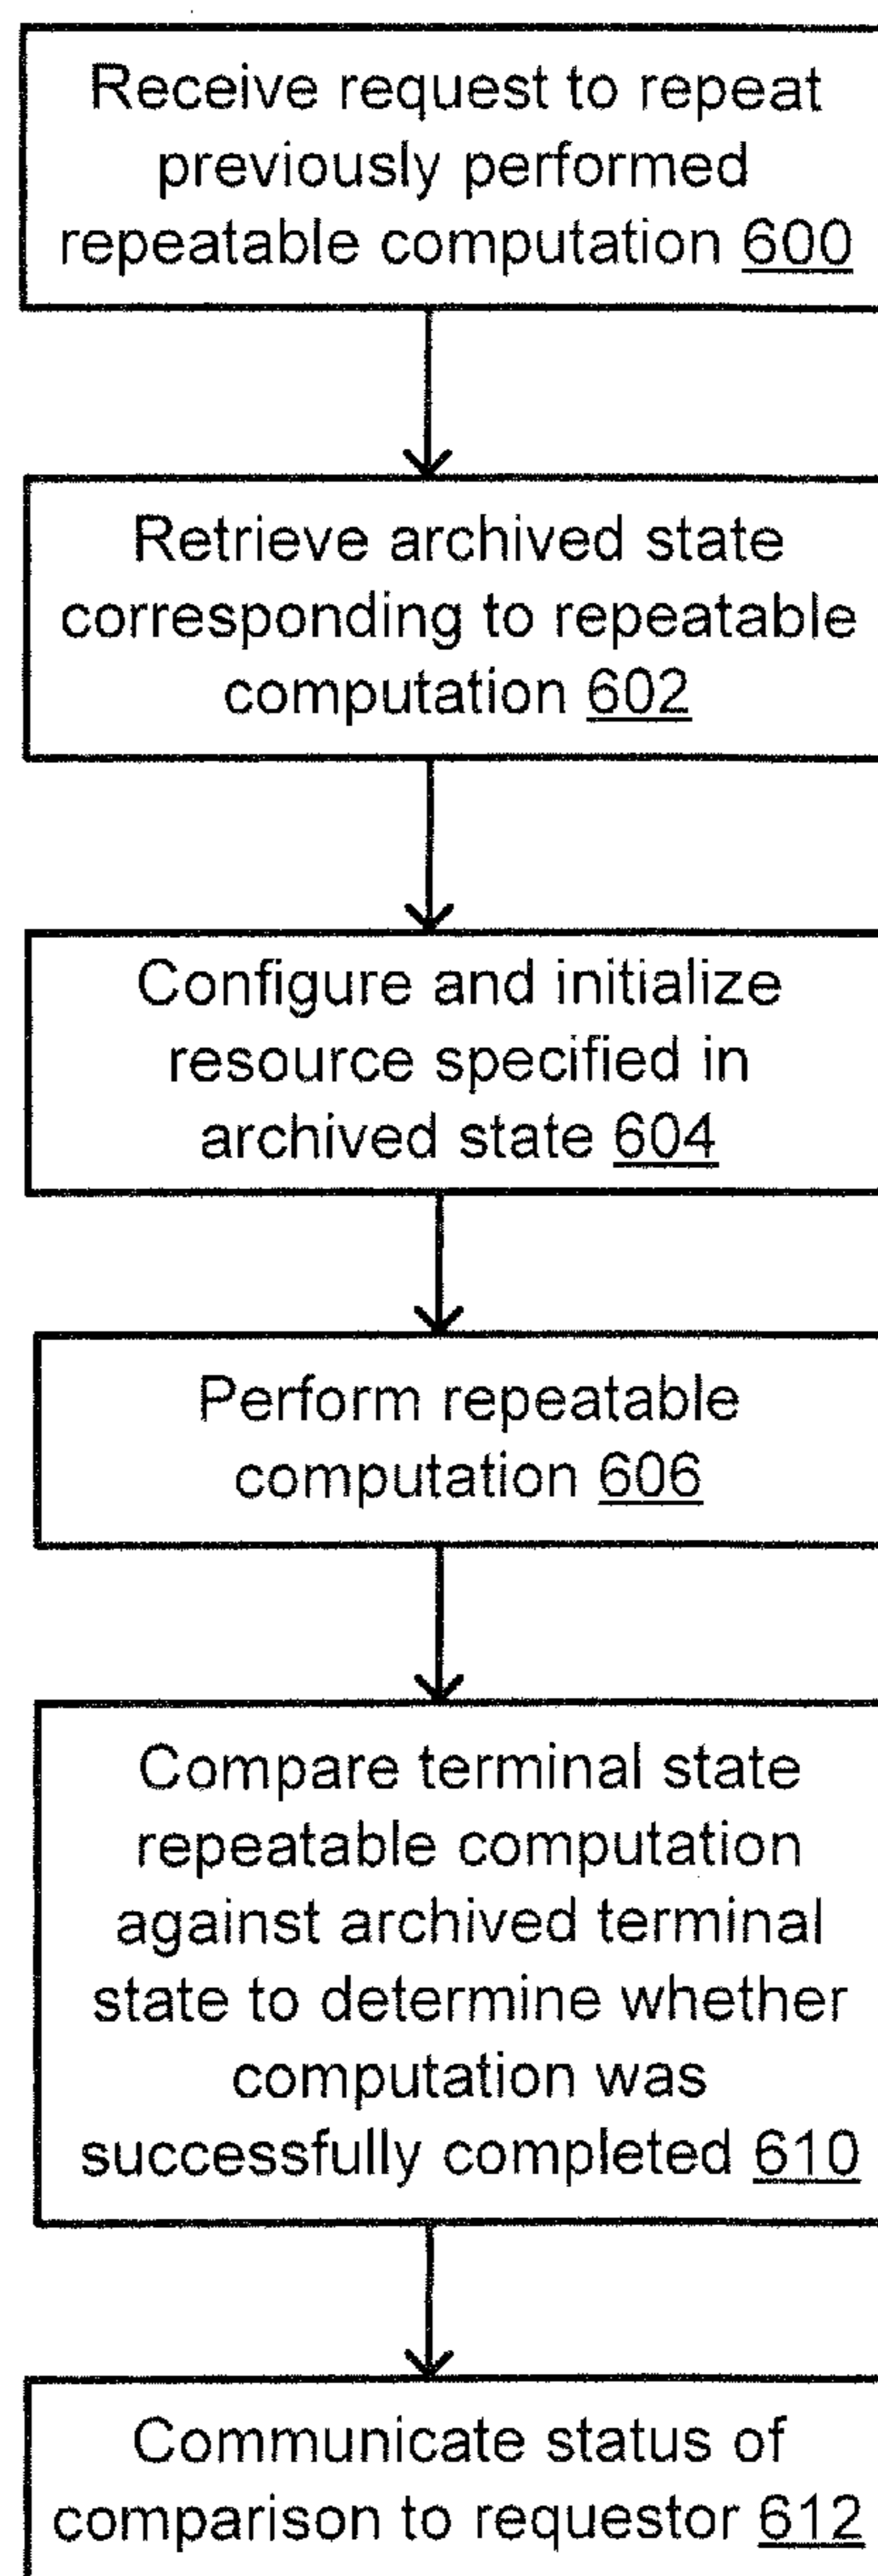 Receive request to repeat
previously performed
repeatable computation 600
Retrieve archived state
corresponding to repeatable
computation 602
Configure and initialize
resource specified in
archived state 604
Perform repeatable
computation 606
Compare terminal state
repeatable computation
against archived terminal
state to determine whether
computation was
successfully completed 610
Communicate status of
comparison to requestor 612